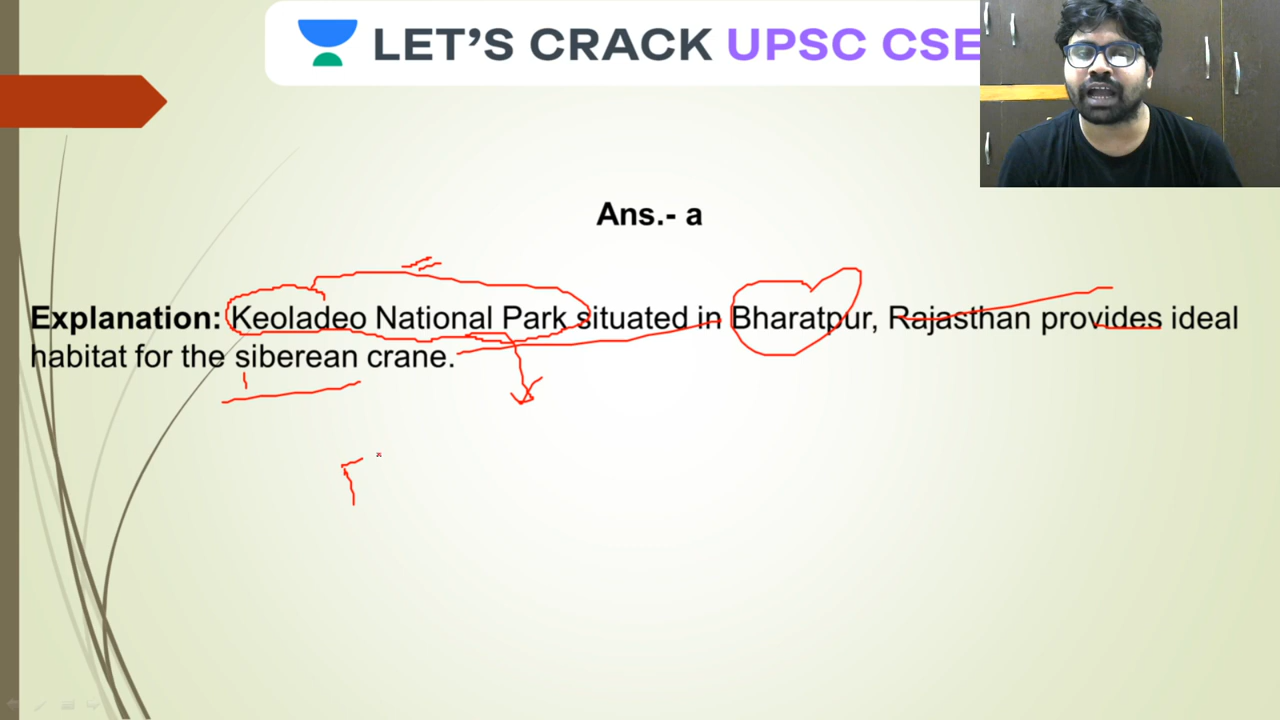 LET'S CRACK UPSC CSE
Ans.- a
Explanation: Keoladeo National Park situated in Bharatpur, Rajasthan provides ideal
habitat for the siberean crane.